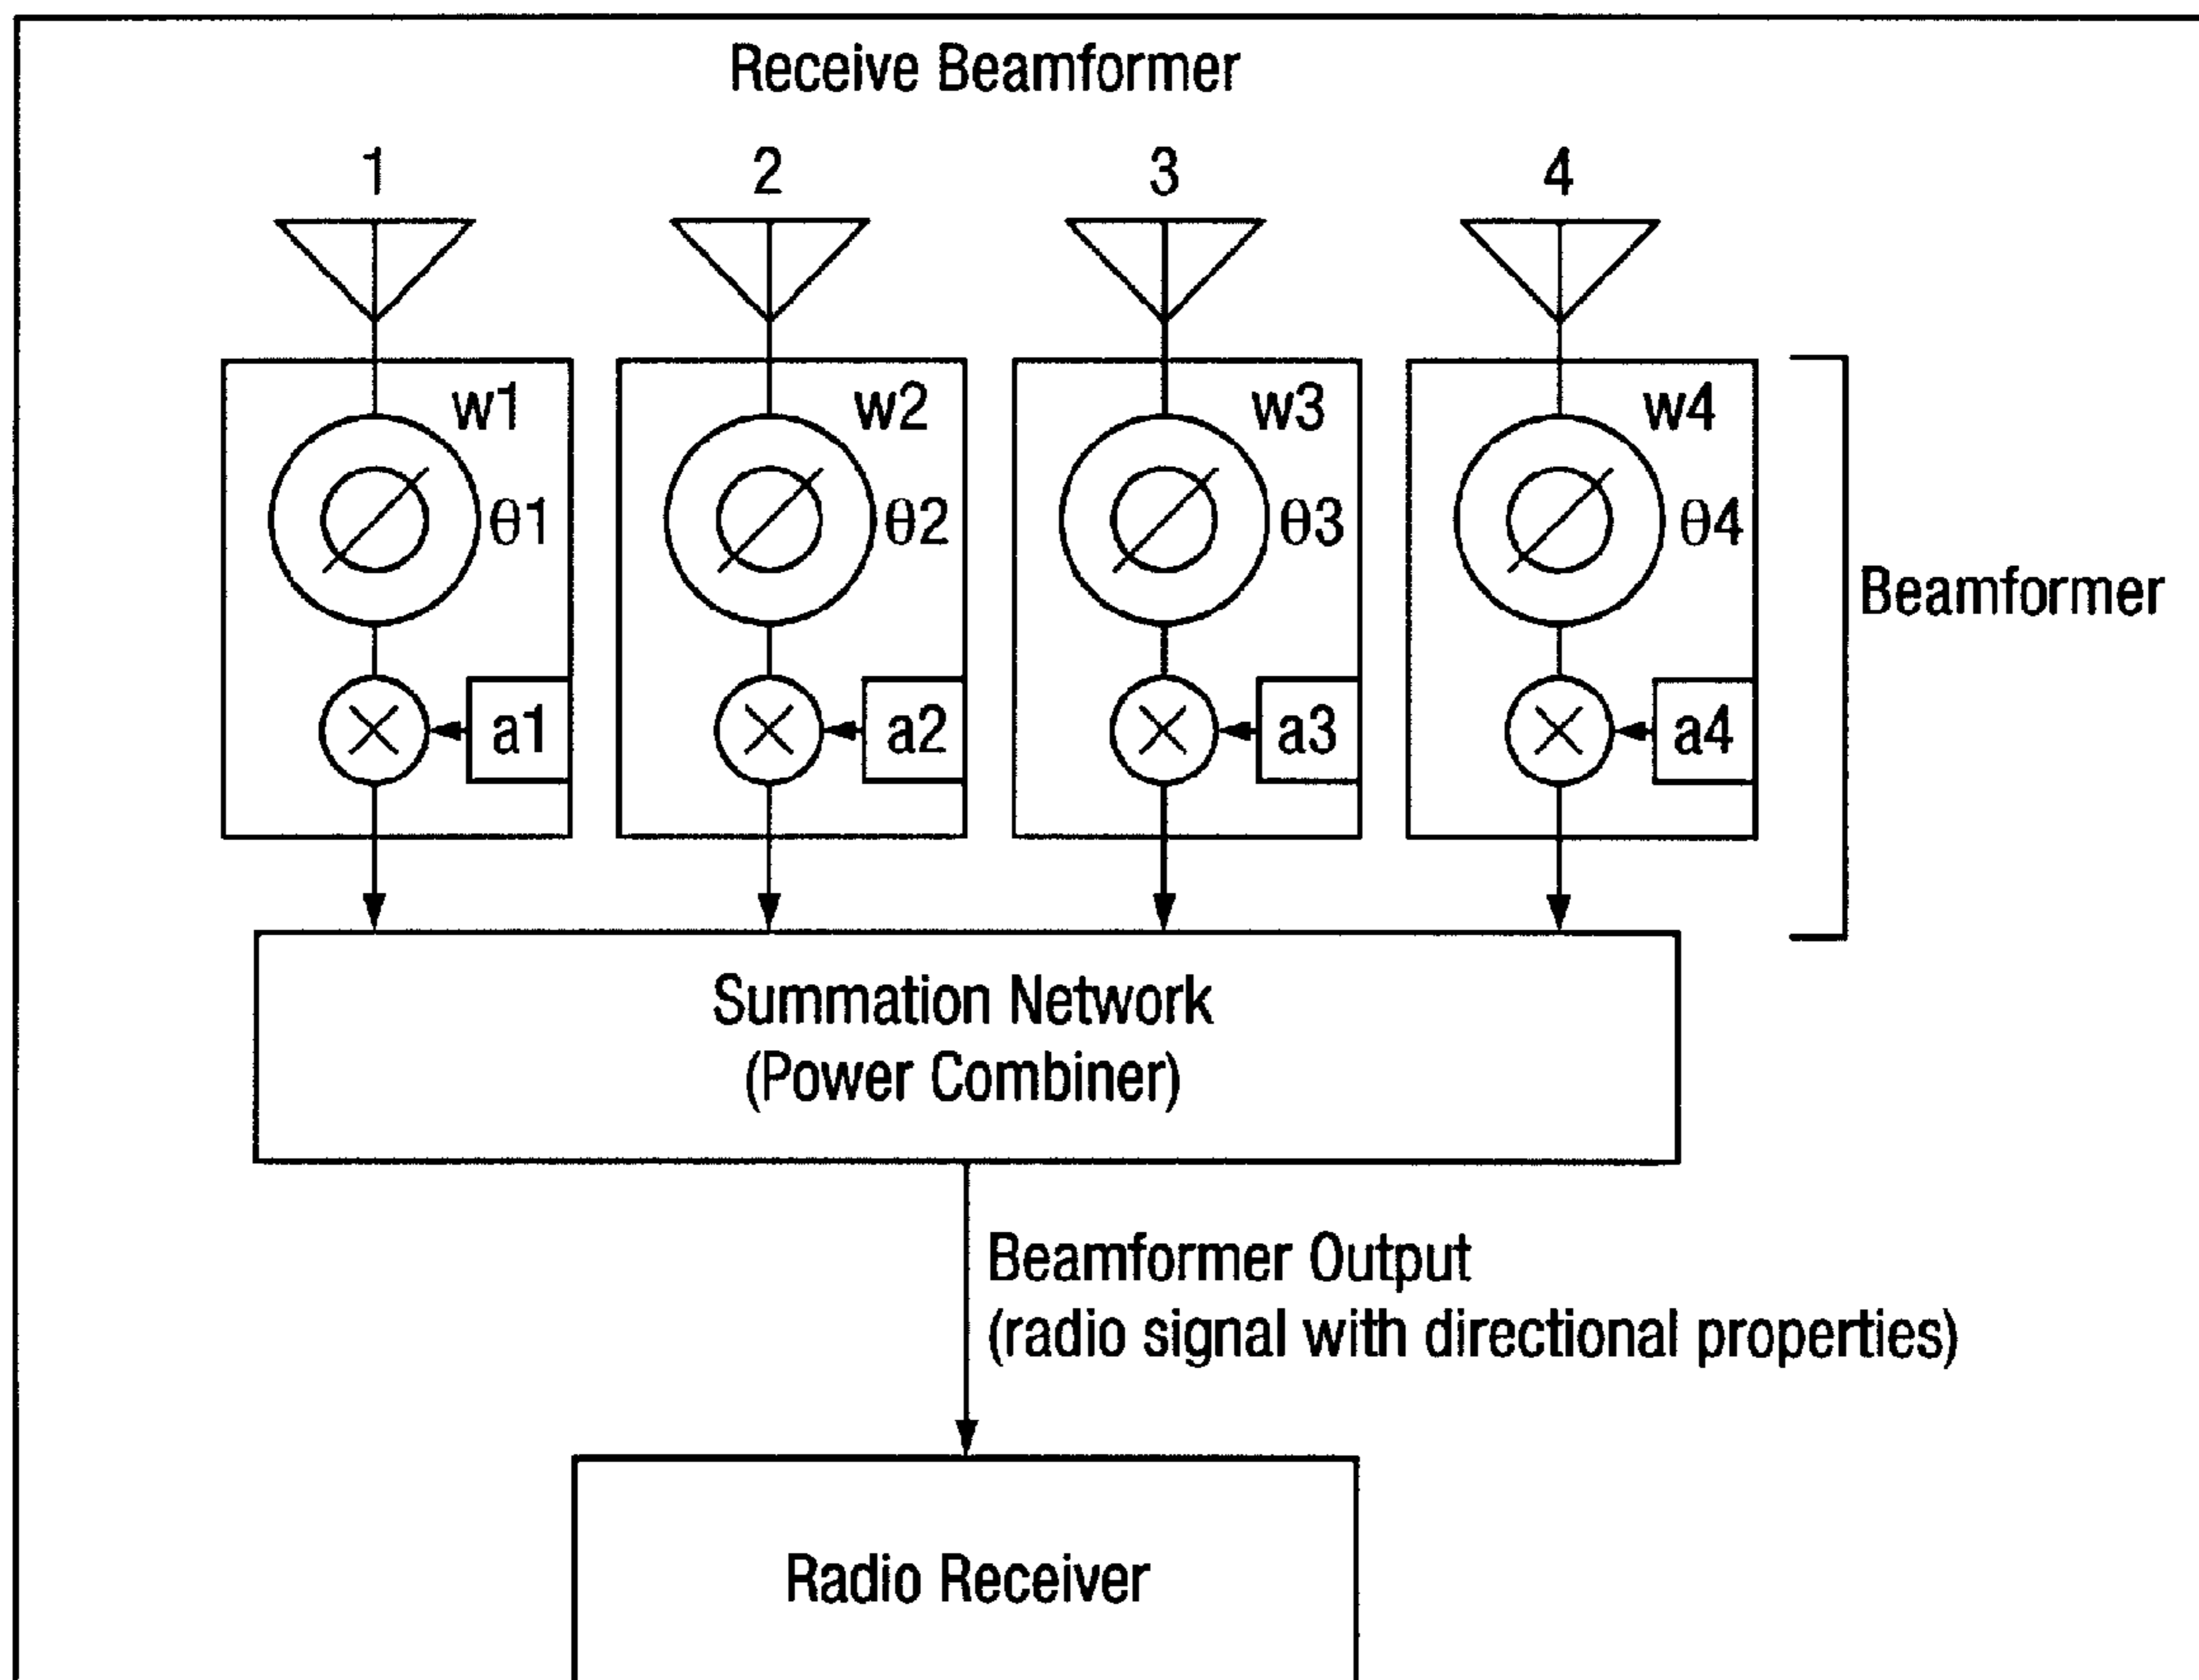 Receive Beamformer
1 2 3 4
w1 w2 w3 w4
θ1 θ2 θ3 θ4
Beamformer
a1 a2 a3 a4
Summation Network
(Power Combiner)
Beamformer Output
(radio signal with directional properties)
Radio Receiver